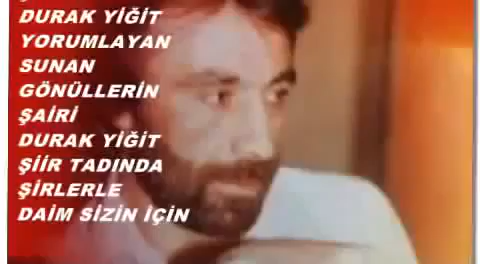 DURAK YİĞİT
YORUMLAYAN
SUNAN
GÖNÜLLERİN
ŞAİRİ
DURAK YİĞİT
ŞİİR TADINDA
ŞİRLERLE
DAİM SİZİN İÇİN